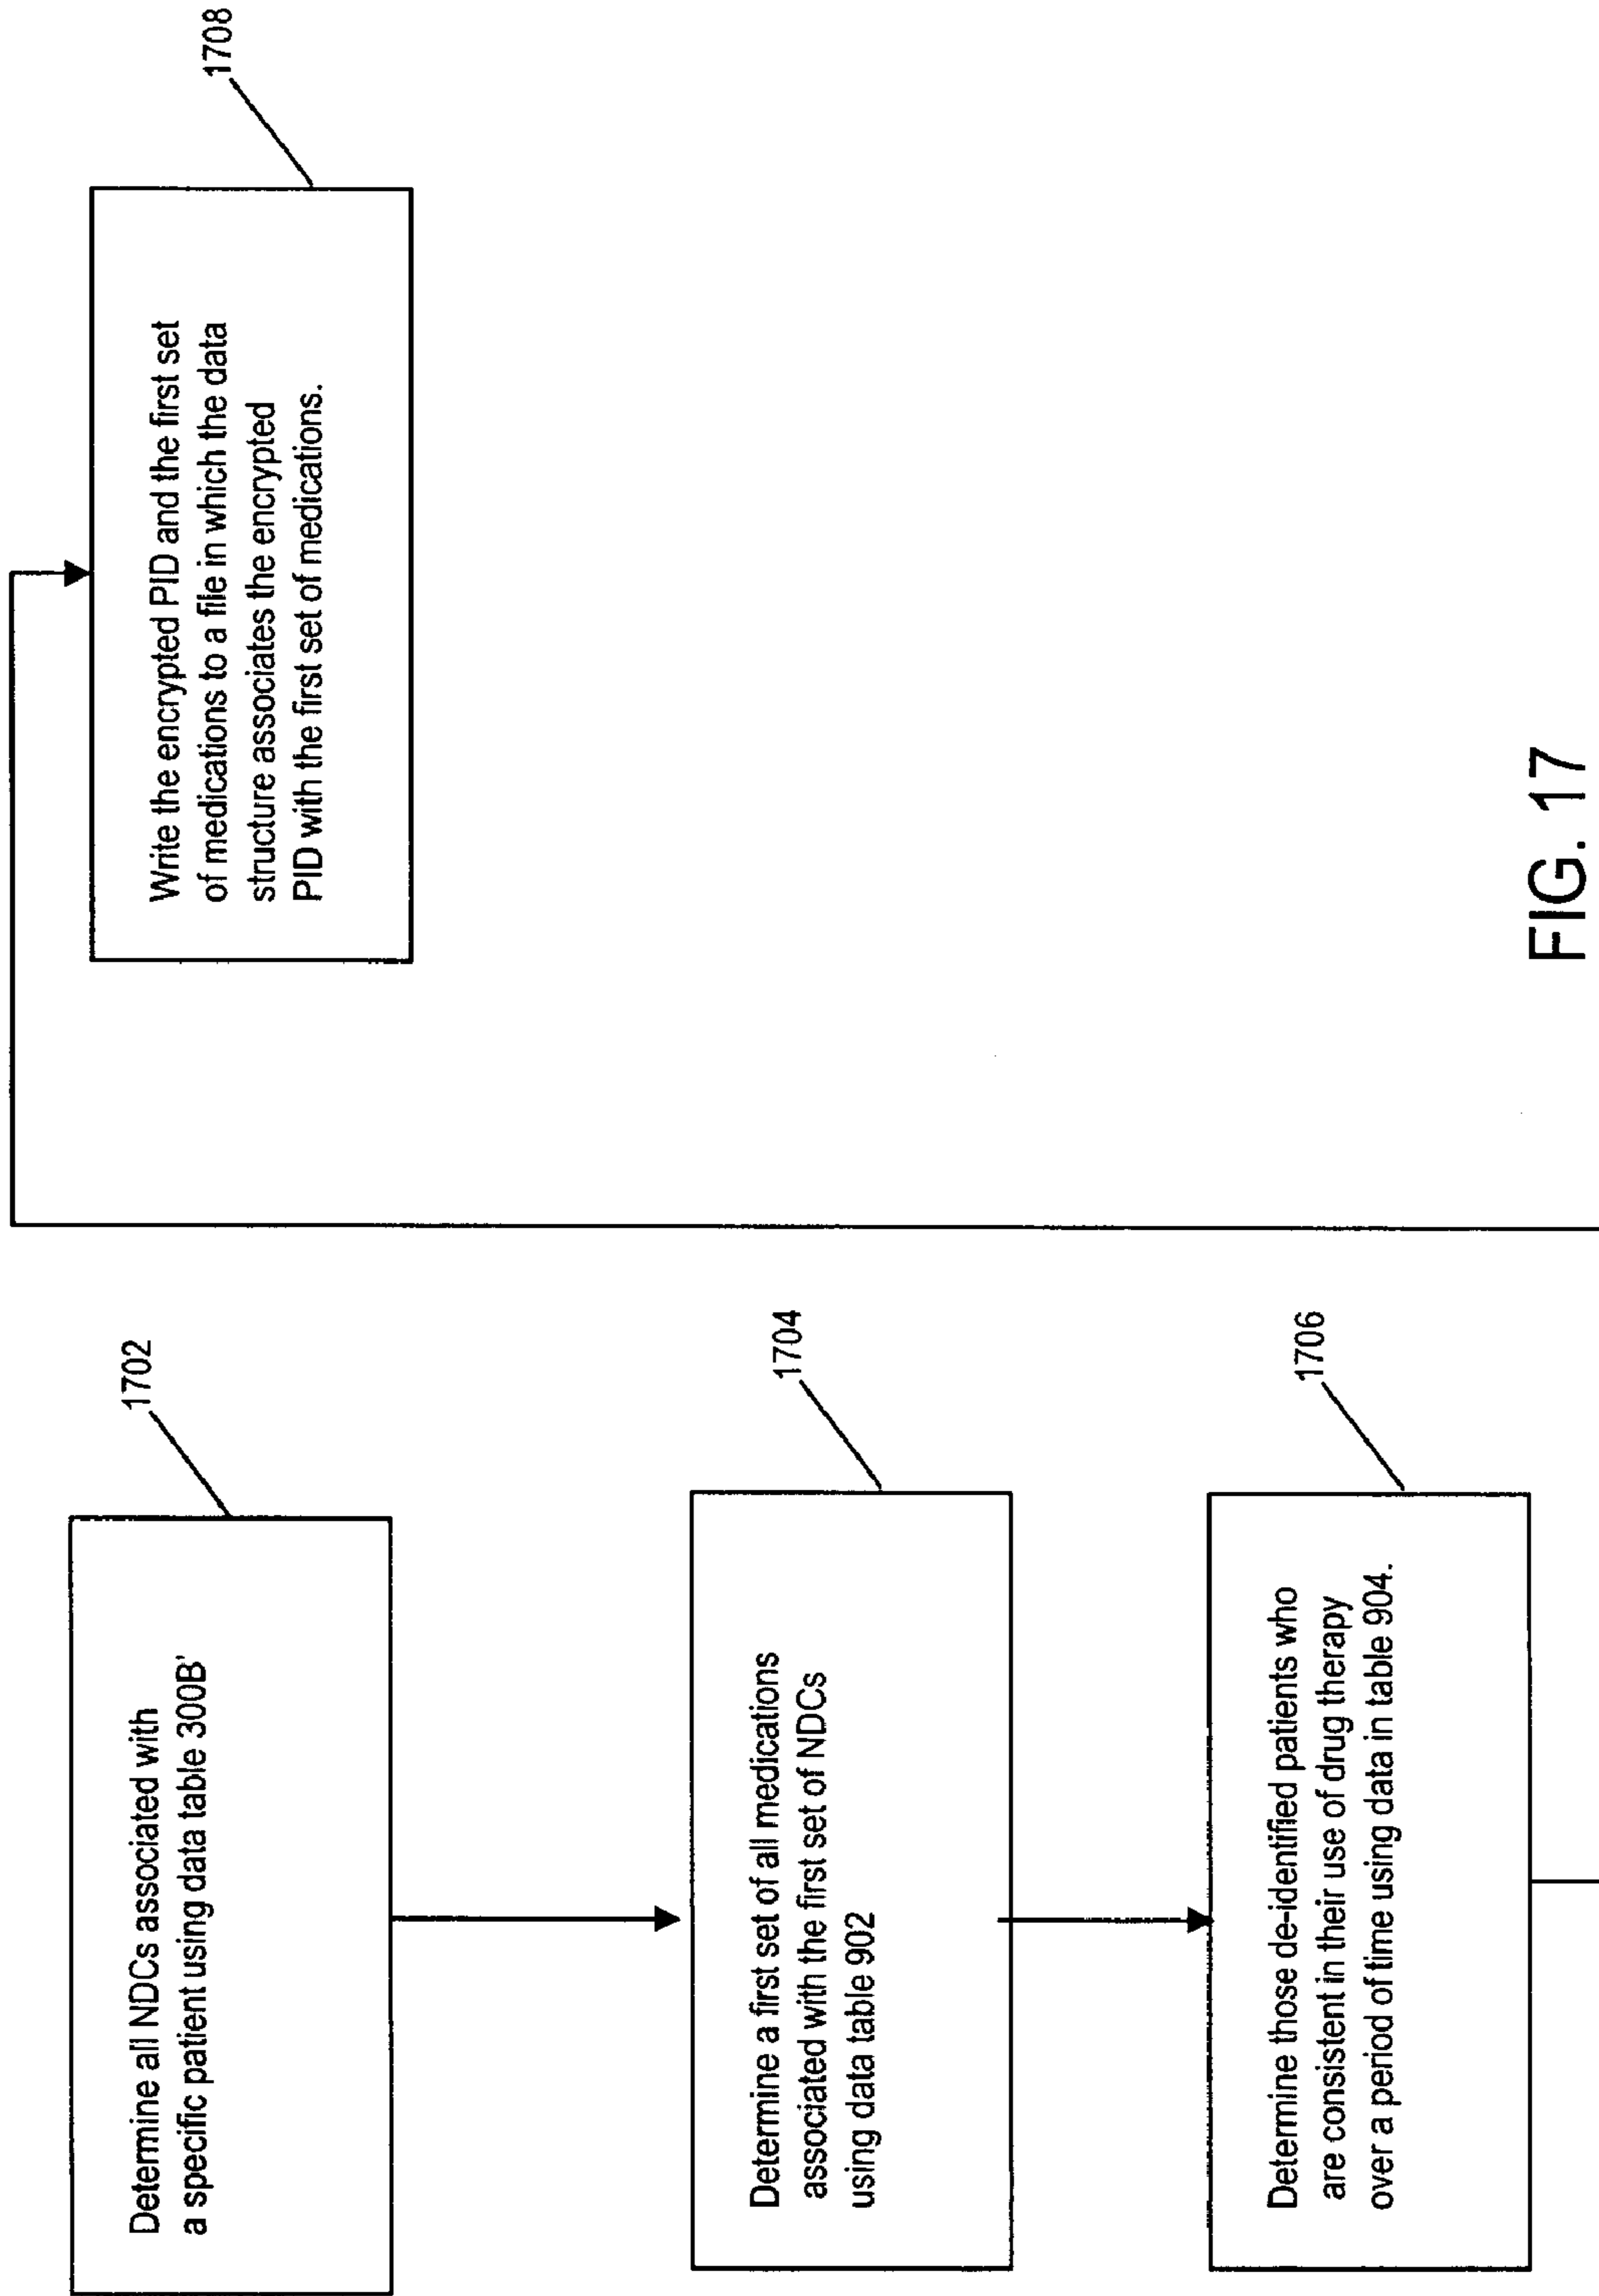 1702
Determine all NDCs associated with
a specific patient using data table 300B'
1704
Determine a first set of all medications
associated with the first set of NDCs
using data table 902
1706
Determine those de-identified patients who
are consistent in their use of drug therapy
over a period of time using data in table 904.
1708
Write the encrypted PID and the first set
of medications to a file in which the data
structure associates the encrypted
PID with the first set of medications.
FIG. 17